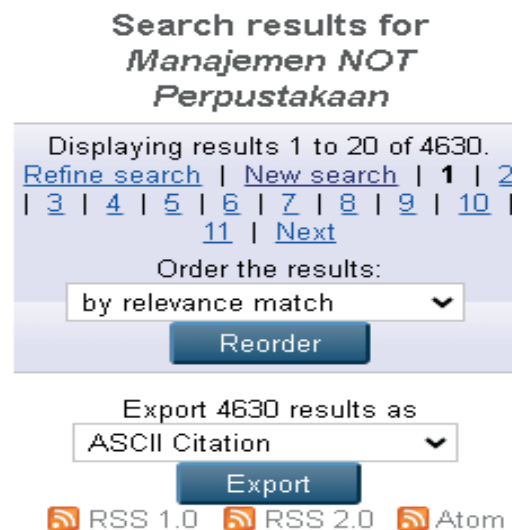 Search results for
Manajemen NOT
Perpustakaan
Displaying results 1 to 20 of 4630.
Refine search | New search | 1 | 2
| 3 | 4 | 5 | 6 | 7 | 8 | 9 | 10 |
11 | Next
Order the results:
by relevance match
Reorder
Export 4630 results as
ASCII Citation
Export
RSS 1.0 RSS 2.0 Atom